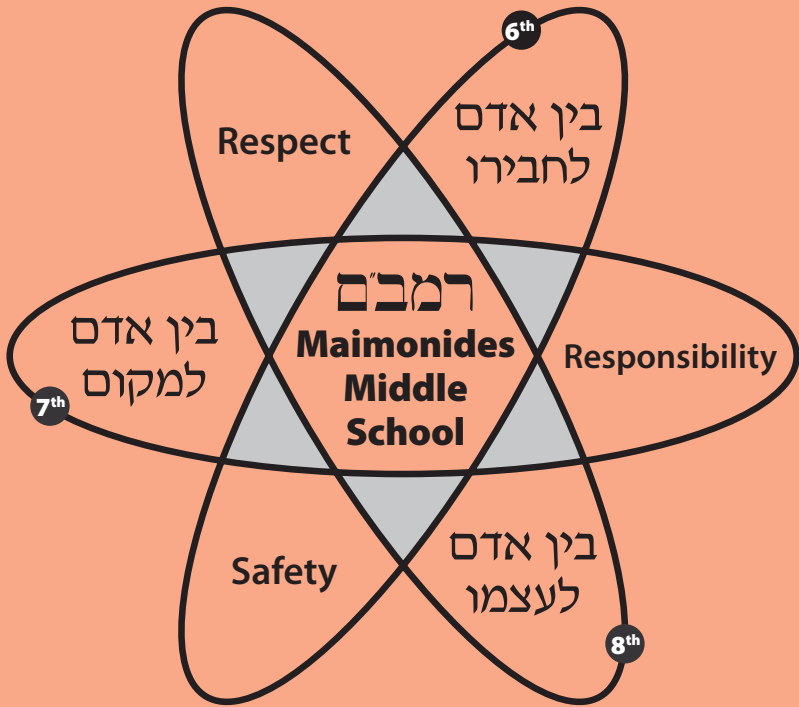 6th
Respect
בין אדם
לחבירו
רמב"ם
Maimonides
Middle
School
בין אדם
למקום
7th
Responsibility
Safety
בין אדם
לעצמו
8th